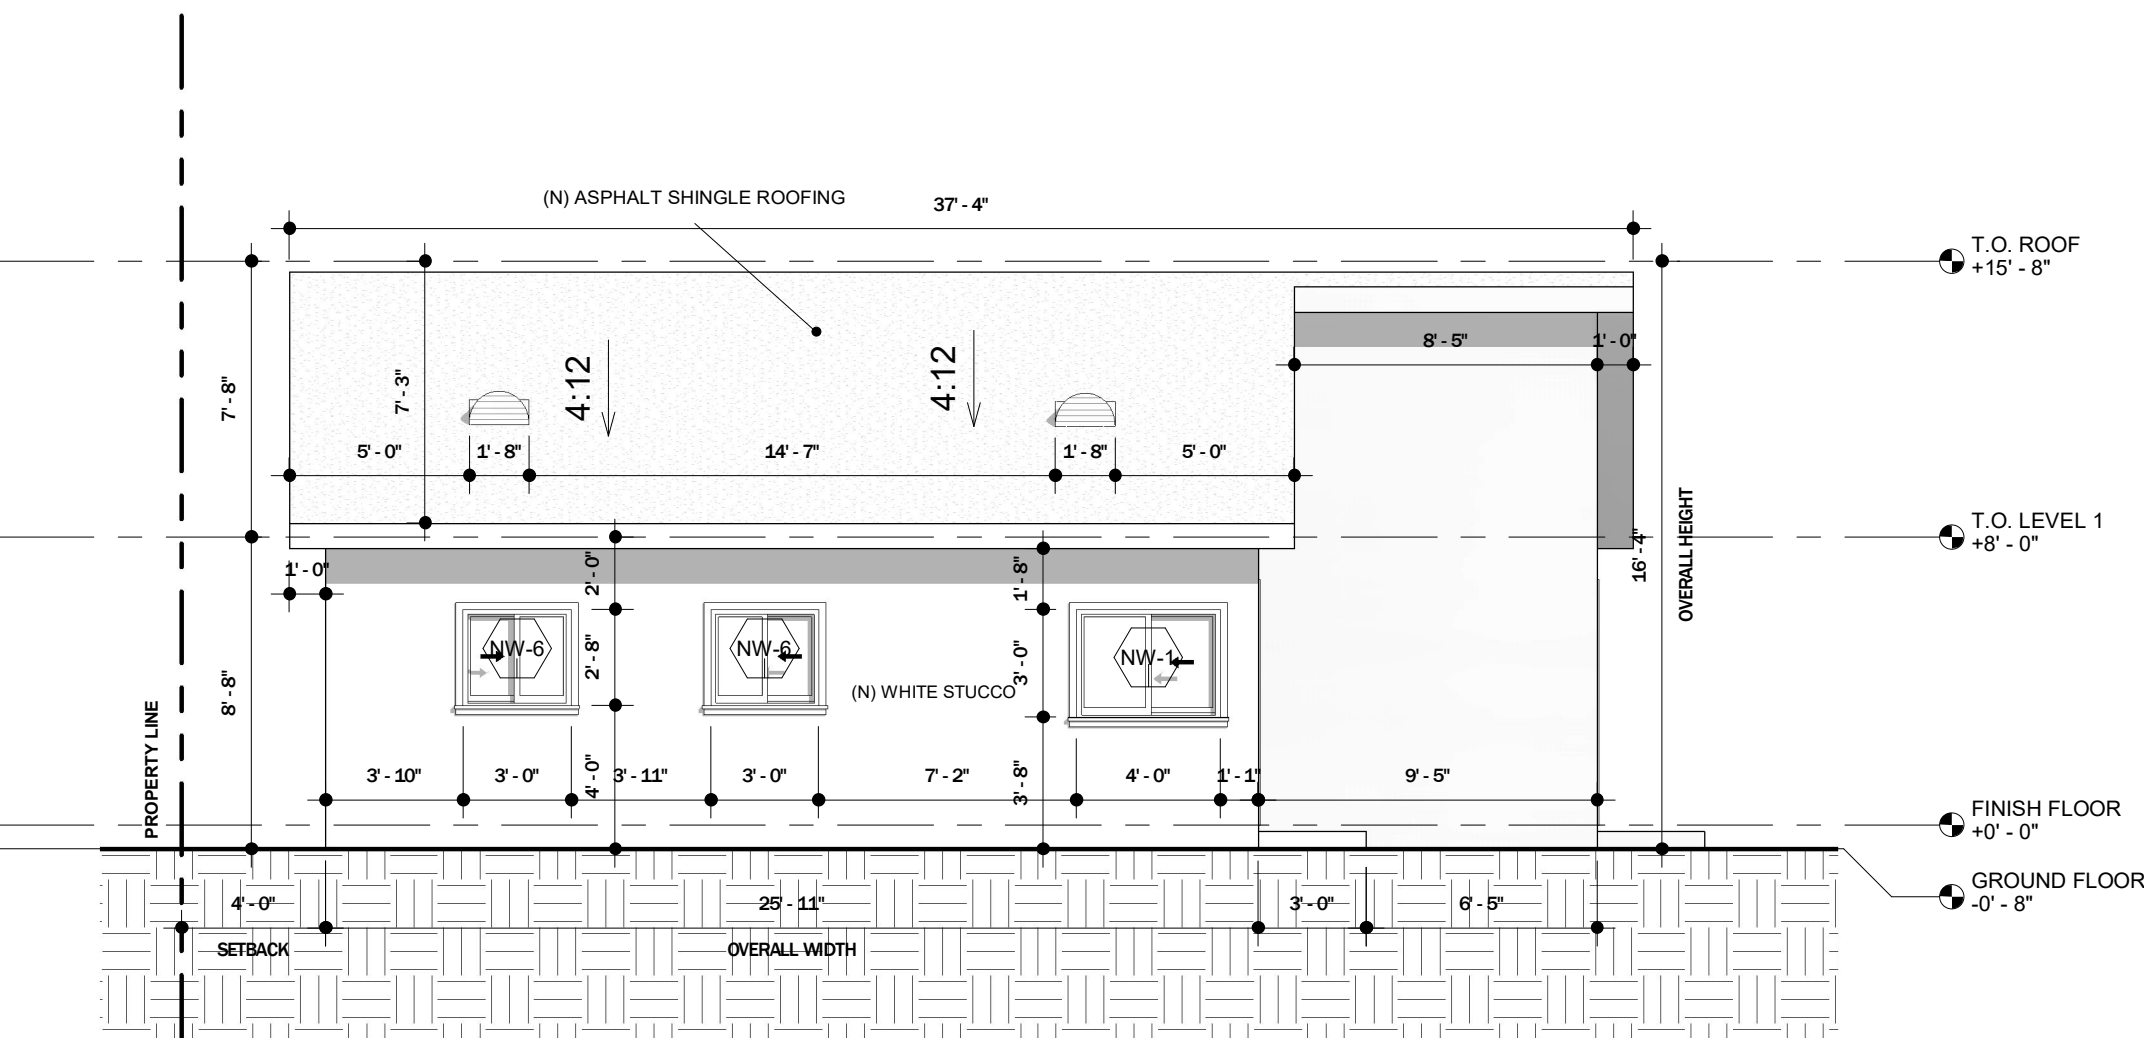 (N) ASPHALT SHINGLE ROOFING
37' - 4"
T.O. ROOF
+15' - 8"
8' - 5"
1' - 0"
7' - 8"
7' - 3"
4:12
4:12
5' - 0"
1' - 8"
14' - 7"
1' - 8"
5' - 0"
T.O. LEVEL 1
+8' - 0"
16' - 4"
OVERALL HEIGHT
1' - 0"
2' - 0"
1' - 8"
NW-6
NW-6
NW-1
2' - 8"
3' - 0"
(N) WHITE STUCCO
8' - 8"
PROPERTY LINE
3' - 10"
3' - 0"
4' - 0"
3' - 11"
3' - 0"
7' - 2"
3' - 8"
4' - 0"
1' - 1"
9' - 5"
FINISH FLOOR
+0' - 0"
GROUND FLOOR
-0' - 8"
4' - 0"
25' - 11"
3' - 0"
6' - 5"
SETBACK
OVERALL WIDTH